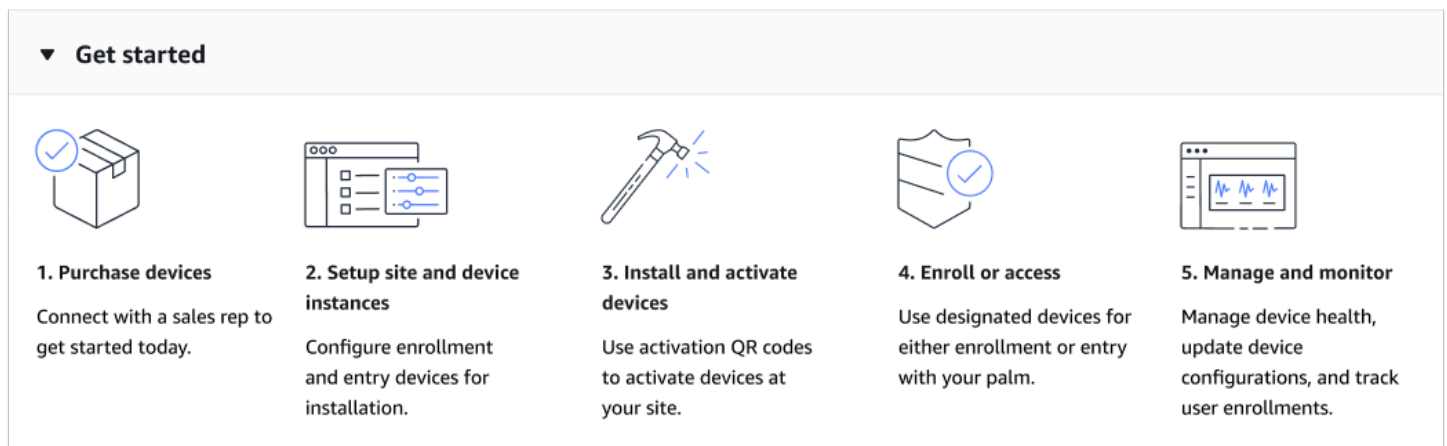 Get started
1. Purchase devices
Connect with a sales rep to
get started today.
2. Setup site and device
instances
Configure enrollment
and entry devices for
installation.
3. Install and activate
devices
Use activation QR codes
to activate devices at
your site.
4. Enroll or access
Use designated devices for
either enrollment or entry
with your palm.
5. Manage and monitor
Manage device health,
update device
configurations, and track
user enrollments.